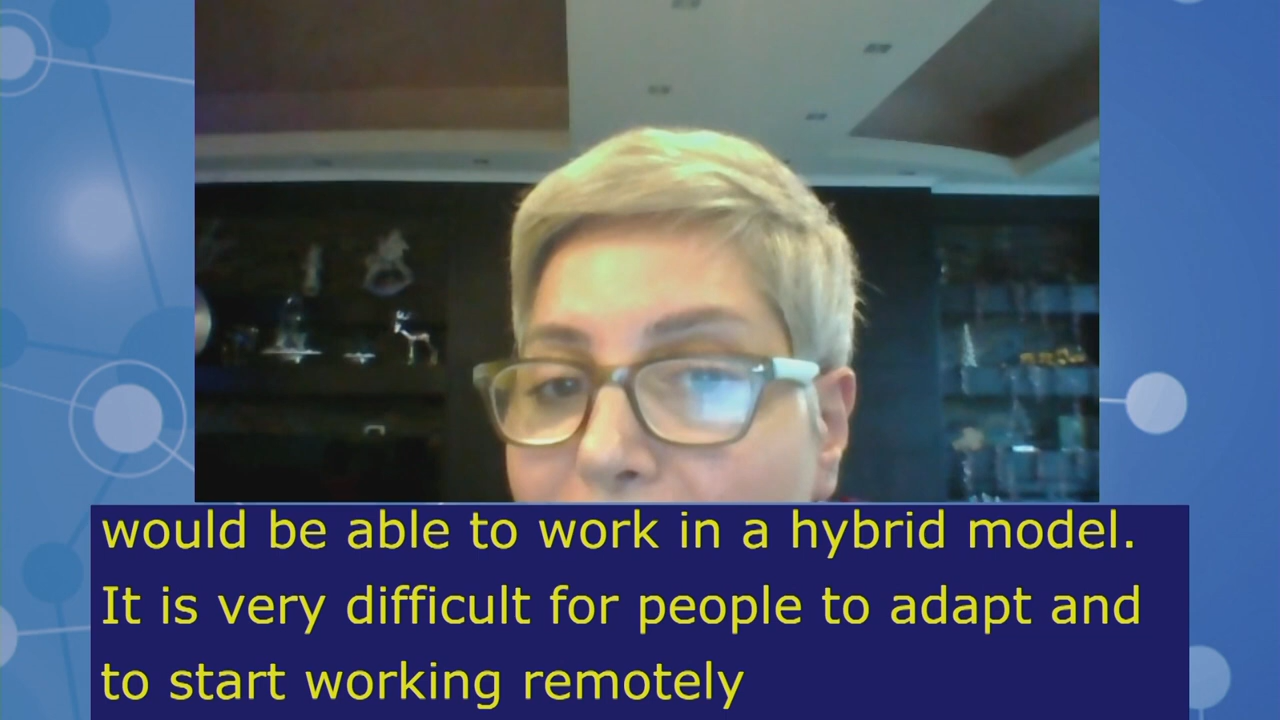 would be able to work in a hybrid model.
It is very difficult for people to adapt and
to start working remotely